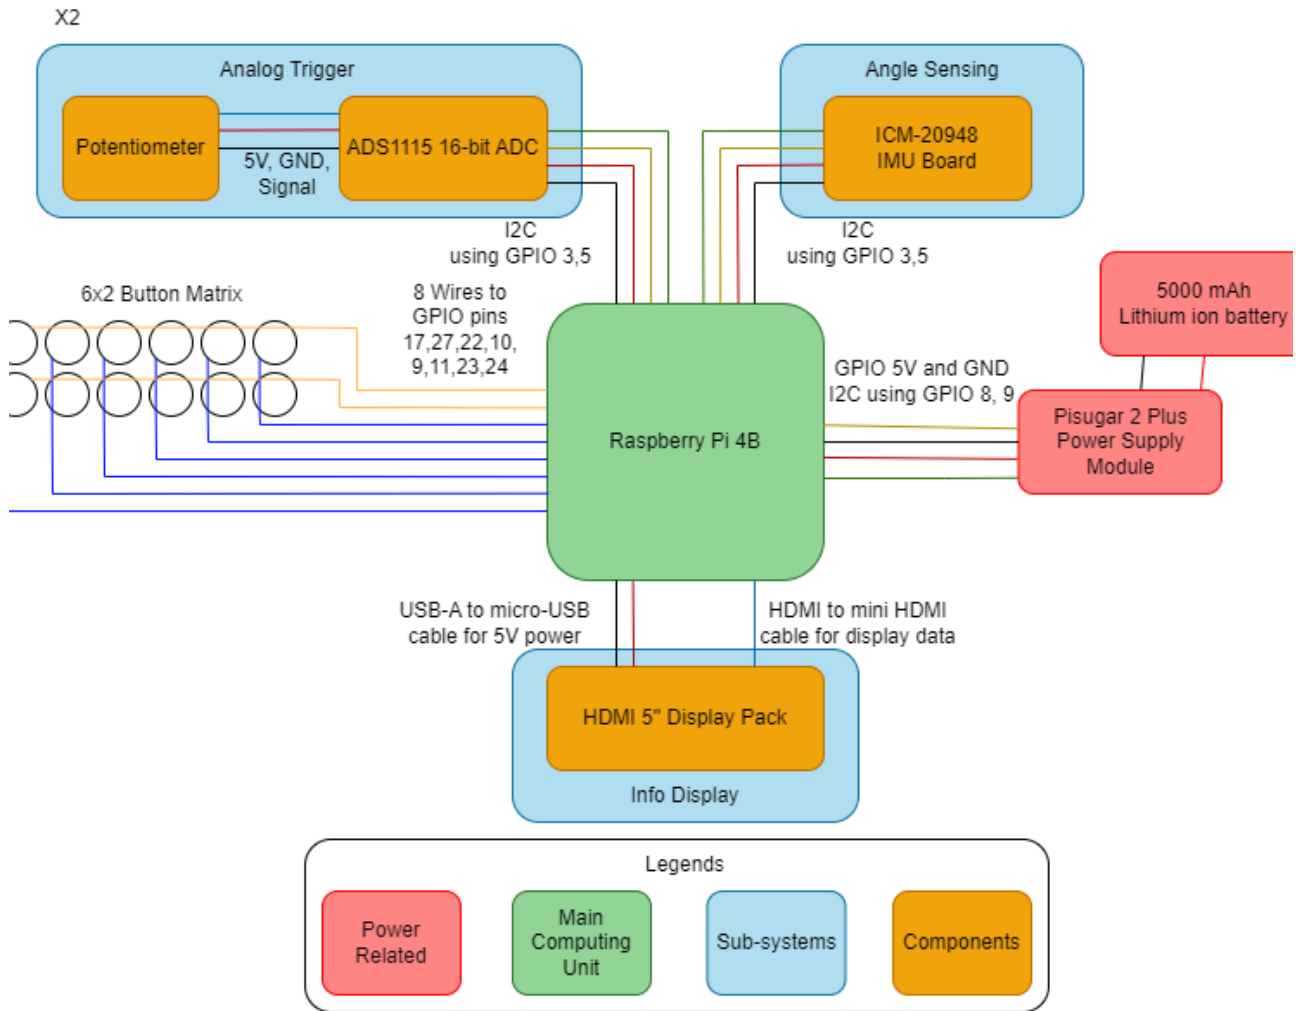 X2
Analog Trigger
Potentiometer
5V, GND,
Signal
ADS1115 16-bit ADC
Angle Sensing
ICM-20948
IMU Board
I2C
using GPIO 3,5
I2C
using GPIO 3,5
6x2 Button Matrix
8 Wires to
GPIO pins
17,27,22,10,
9,11,23,24
5000 mAh
Lithium ion battery
GPIO 5V and GND
I2C using GPIO 8, 9
Pisugar 2 Plus
Power Supply
Module
Raspberry Pi 4B
USB-A to micro-USB
cable for 5V power
HDMI to mini HDMI
cable for display data
HDMI 5" Display Pack
Info Display
Legends
Power
Related
Main
Computing
Unit
Sub-systems
Components